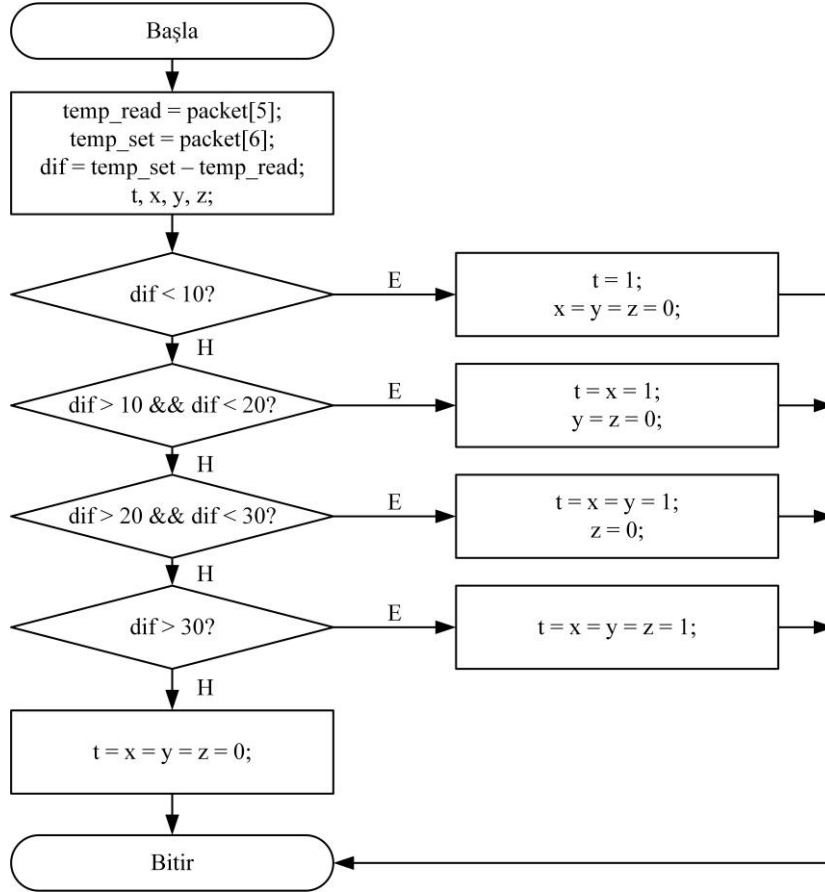 Başla
temp_read = packet[5];
temp_set = packet[6];
dif = temp_set – temp_read;
t, x, y, z;
dif < 10?
E
t = 1;
x = y = z = 0;
H
dif > 10 && dif < 20?
E
t = x = 1;
y = z = 0;
H
dif > 20 && dif < 30?
E
t = x = y = 1;
z = 0;
H
dif > 30?
E
t = x = y = z = 1;
H
t = x = y = z = 0;
Bitir